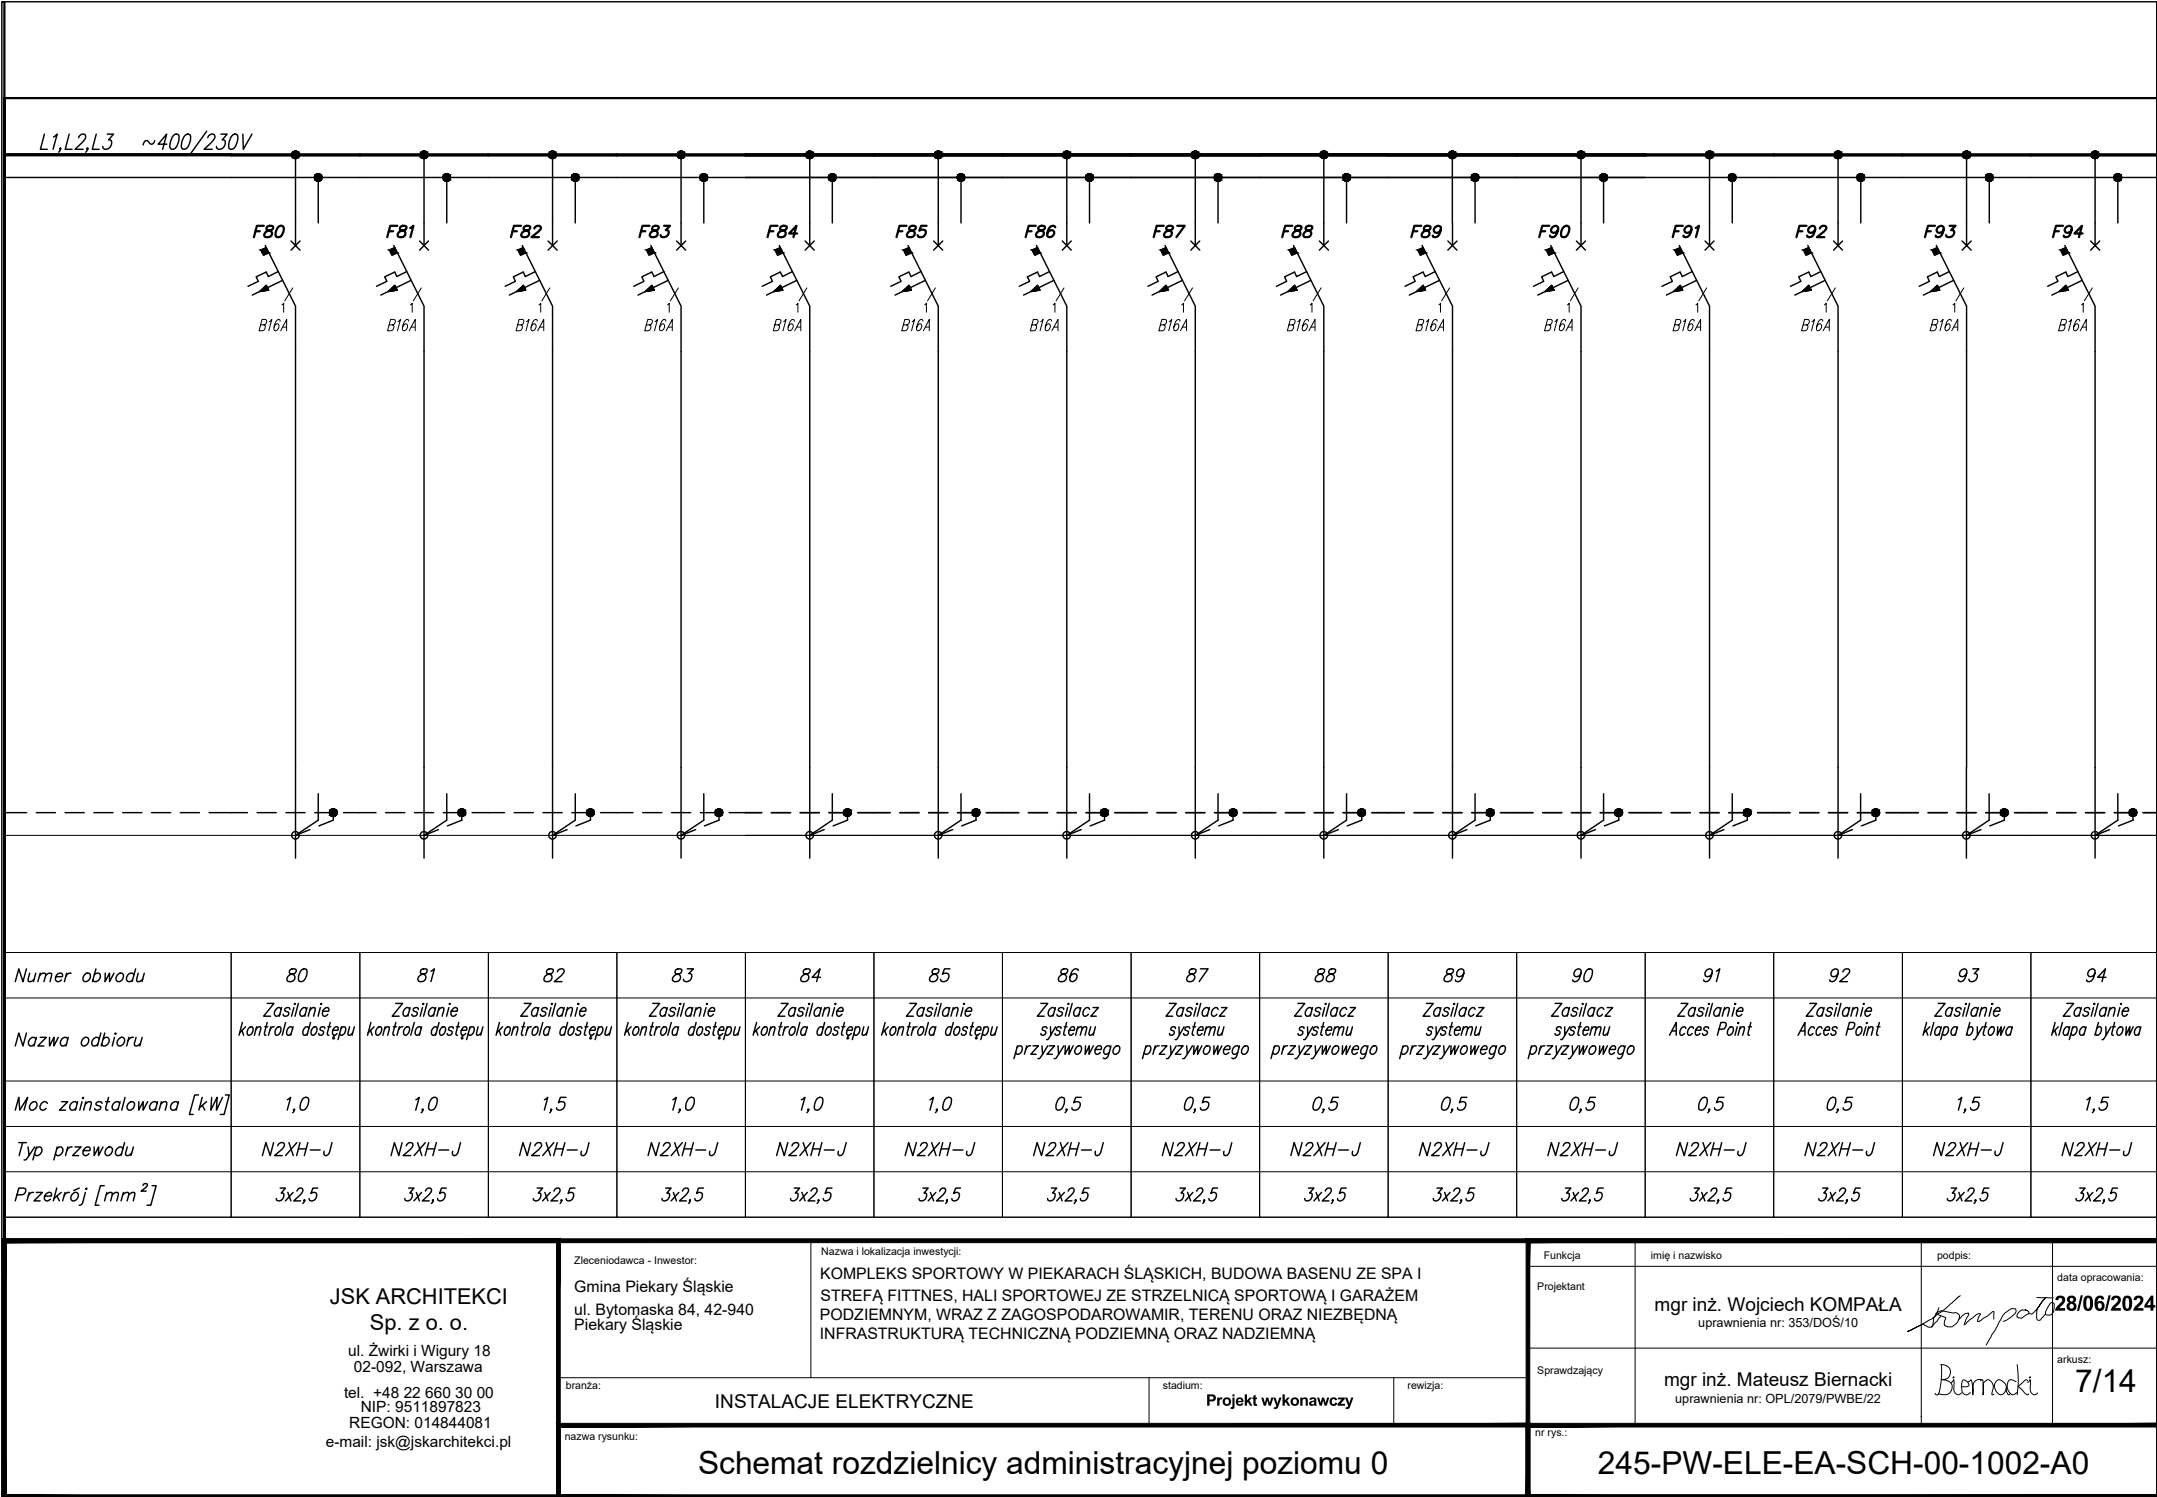 L1,L2,L3 ~400/230V
F80 F81 F82 F83 F84 F85 F86 F87 F88 F89 F90 F91 F92 F93 F94
1 1 1 1 1 1 1 1 1 1 1 1 1 1 1
B16A B16A B16A B16A B16A B16A B16A B16A B16A B16A B16A B16A B16A B16A B16A
Numer obwodu 80 81 82 83 84 85 86 87 88 89 90 91 92 93 94
Nazwa odbioru
Zasilanie
kontrola dostępu
Zasilanie
kontrola dostępu
Zasilanie
kontrola dostępu
Zasilanie
kontrola dostępu
Zasilanie
kontrola dostępu
Zasilanie
kontrola dostępu
Zasilacz
systemu
przyzywowego
Zasilacz
systemu
przyzywowego
Zasilacz
systemu
przyzywowego
Zasilacz
systemu
przyzywowego
Zasilacz
systemu
przyzywowego
Zasilanie
Acces Point
Zasilanie
Acces Point
Zasilanie
klapa bytowa
Zasilanie
klapa bytowa
Moc zainstalowana [kW] 1,0 1,0 1,5 1,0 1,0 1,0 0,5 0,5 0,5 0,5 0,5 0,5 0,5 1,5 1,5
Typ przewodu N2XH-J N2XH-J N2XH-J N2XH-J N2XH-J N2XH-J N2XH-J N2XH-J N2XH-J N2XH-J N2XH-J N2XH-J N2XH-J N2XH-J N2XH-J
Przekrój [mm²] 3x2,5 3x2,5 3x2,5 3x2,5 3x2,5 3x2,5 3x2,5 3x2,5 3x2,5 3x2,5 3x2,5 3x2,5 3x2,5 3x2,5 3x2,5
JSK ARCHITEKCI
Sp. z o. o.
ul. Żwirki i Wigury 18
02-092, Warszawa
tel. +48 22 660 30 00
NIP: 9511897823
REGON: 014844081
e-mail: jsk@jskarchitekci.pl
Zleceniodawca - Inwestor:
Gmina Piekary Śląskie
ul. Bytomaska 84, 42-940
Piekary Śląskie
Nazwa i lokalizacja inwestycji:
KOMPLEKS SPORTOWY W PIEKARACH ŚLĄSKICH, BUDOWA BASENU ZE SPA I
STREFĄ FITTNES, HALI SPORTOWEJ ZE STRZELNICĄ SPORTOWĄ I GARAŻEM
PODZIEMNYM, WRAZ Z ZAGOSPODAROWAMIR, TERENU ORAZ NIEZBĘDNĄ
INFRASTRUKTURĄ TECHNICZNĄ PODZIEMNĄ ORAZ NADZIEMNĄ
branża:
INSTALACJE ELEKTRYCZNE
stadium:
Projekt wykonawczy
rewizja:
nazwa rysunku:
Schemat rozdzielnicy administracyjnej poziomu 0
Funkcja imię i nazwisko podpis:
Projektant
mgr inż. Wojciech KOMPAŁA
uprawnienia nr: 353/DOŚ/10
Kompała
data opracowania:
28/06/2024
Sprawdzający
mgr inż. Mateusz Biernacki
uprawnienia nr: OPL/2079/PWBE/22
Biernacki
arkusz:
7/14
nr rys.:
245-PW-ELE-EA-SCH-00-1002-A0